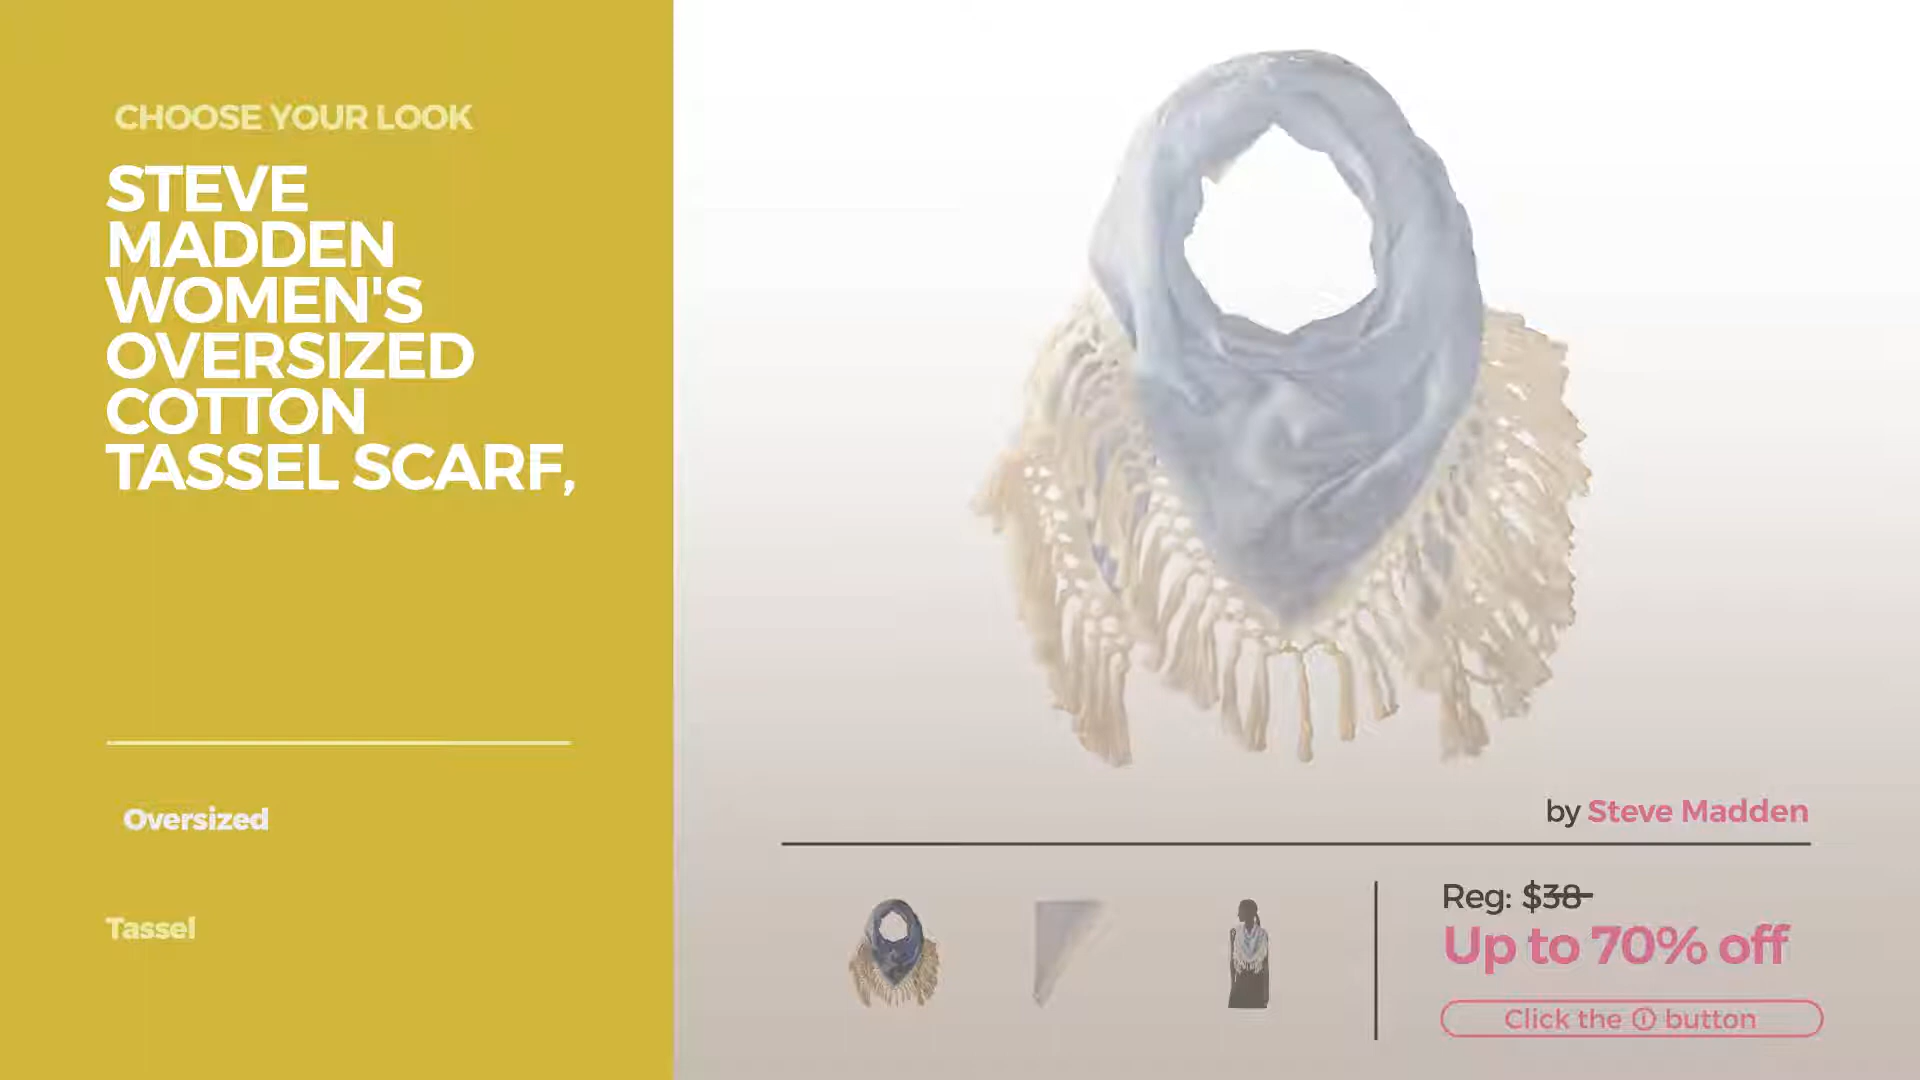 CHOOSE YOUR LOOK
STEVE
MADDEN
WOMEN'S
OVERSIZED
COTTON
TASSEL SCARF,
Oversized
Tassel
by Steve Madden
Reg: $38
Up to 70% off
Click the ⓘ button